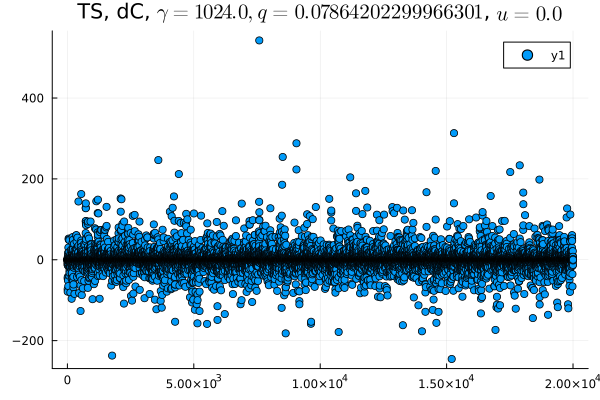 TS, dC, γ = 1024.0, q = 0.07864202299966301, u = 0.0
y1
400
200
0
−200
0 5.00×10³ 1.00×10⁴ 1.50×10⁴ 2.00×10⁴